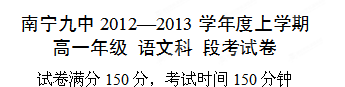 南宁九中 2012—2013 学年度上学期
高一年级 语文科 段考试卷
试卷满分 150 分，考试时间 150 分钟